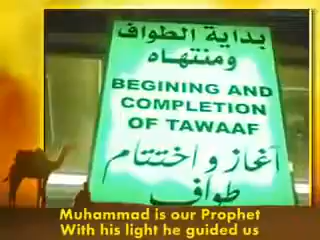 بداية الطواف
ومنتهاه
BEGINING AND
COMPLETION
OF TAWAAF
آغاز و اختتام
طواف
Muhammad is our Prophet
With his light he guided us